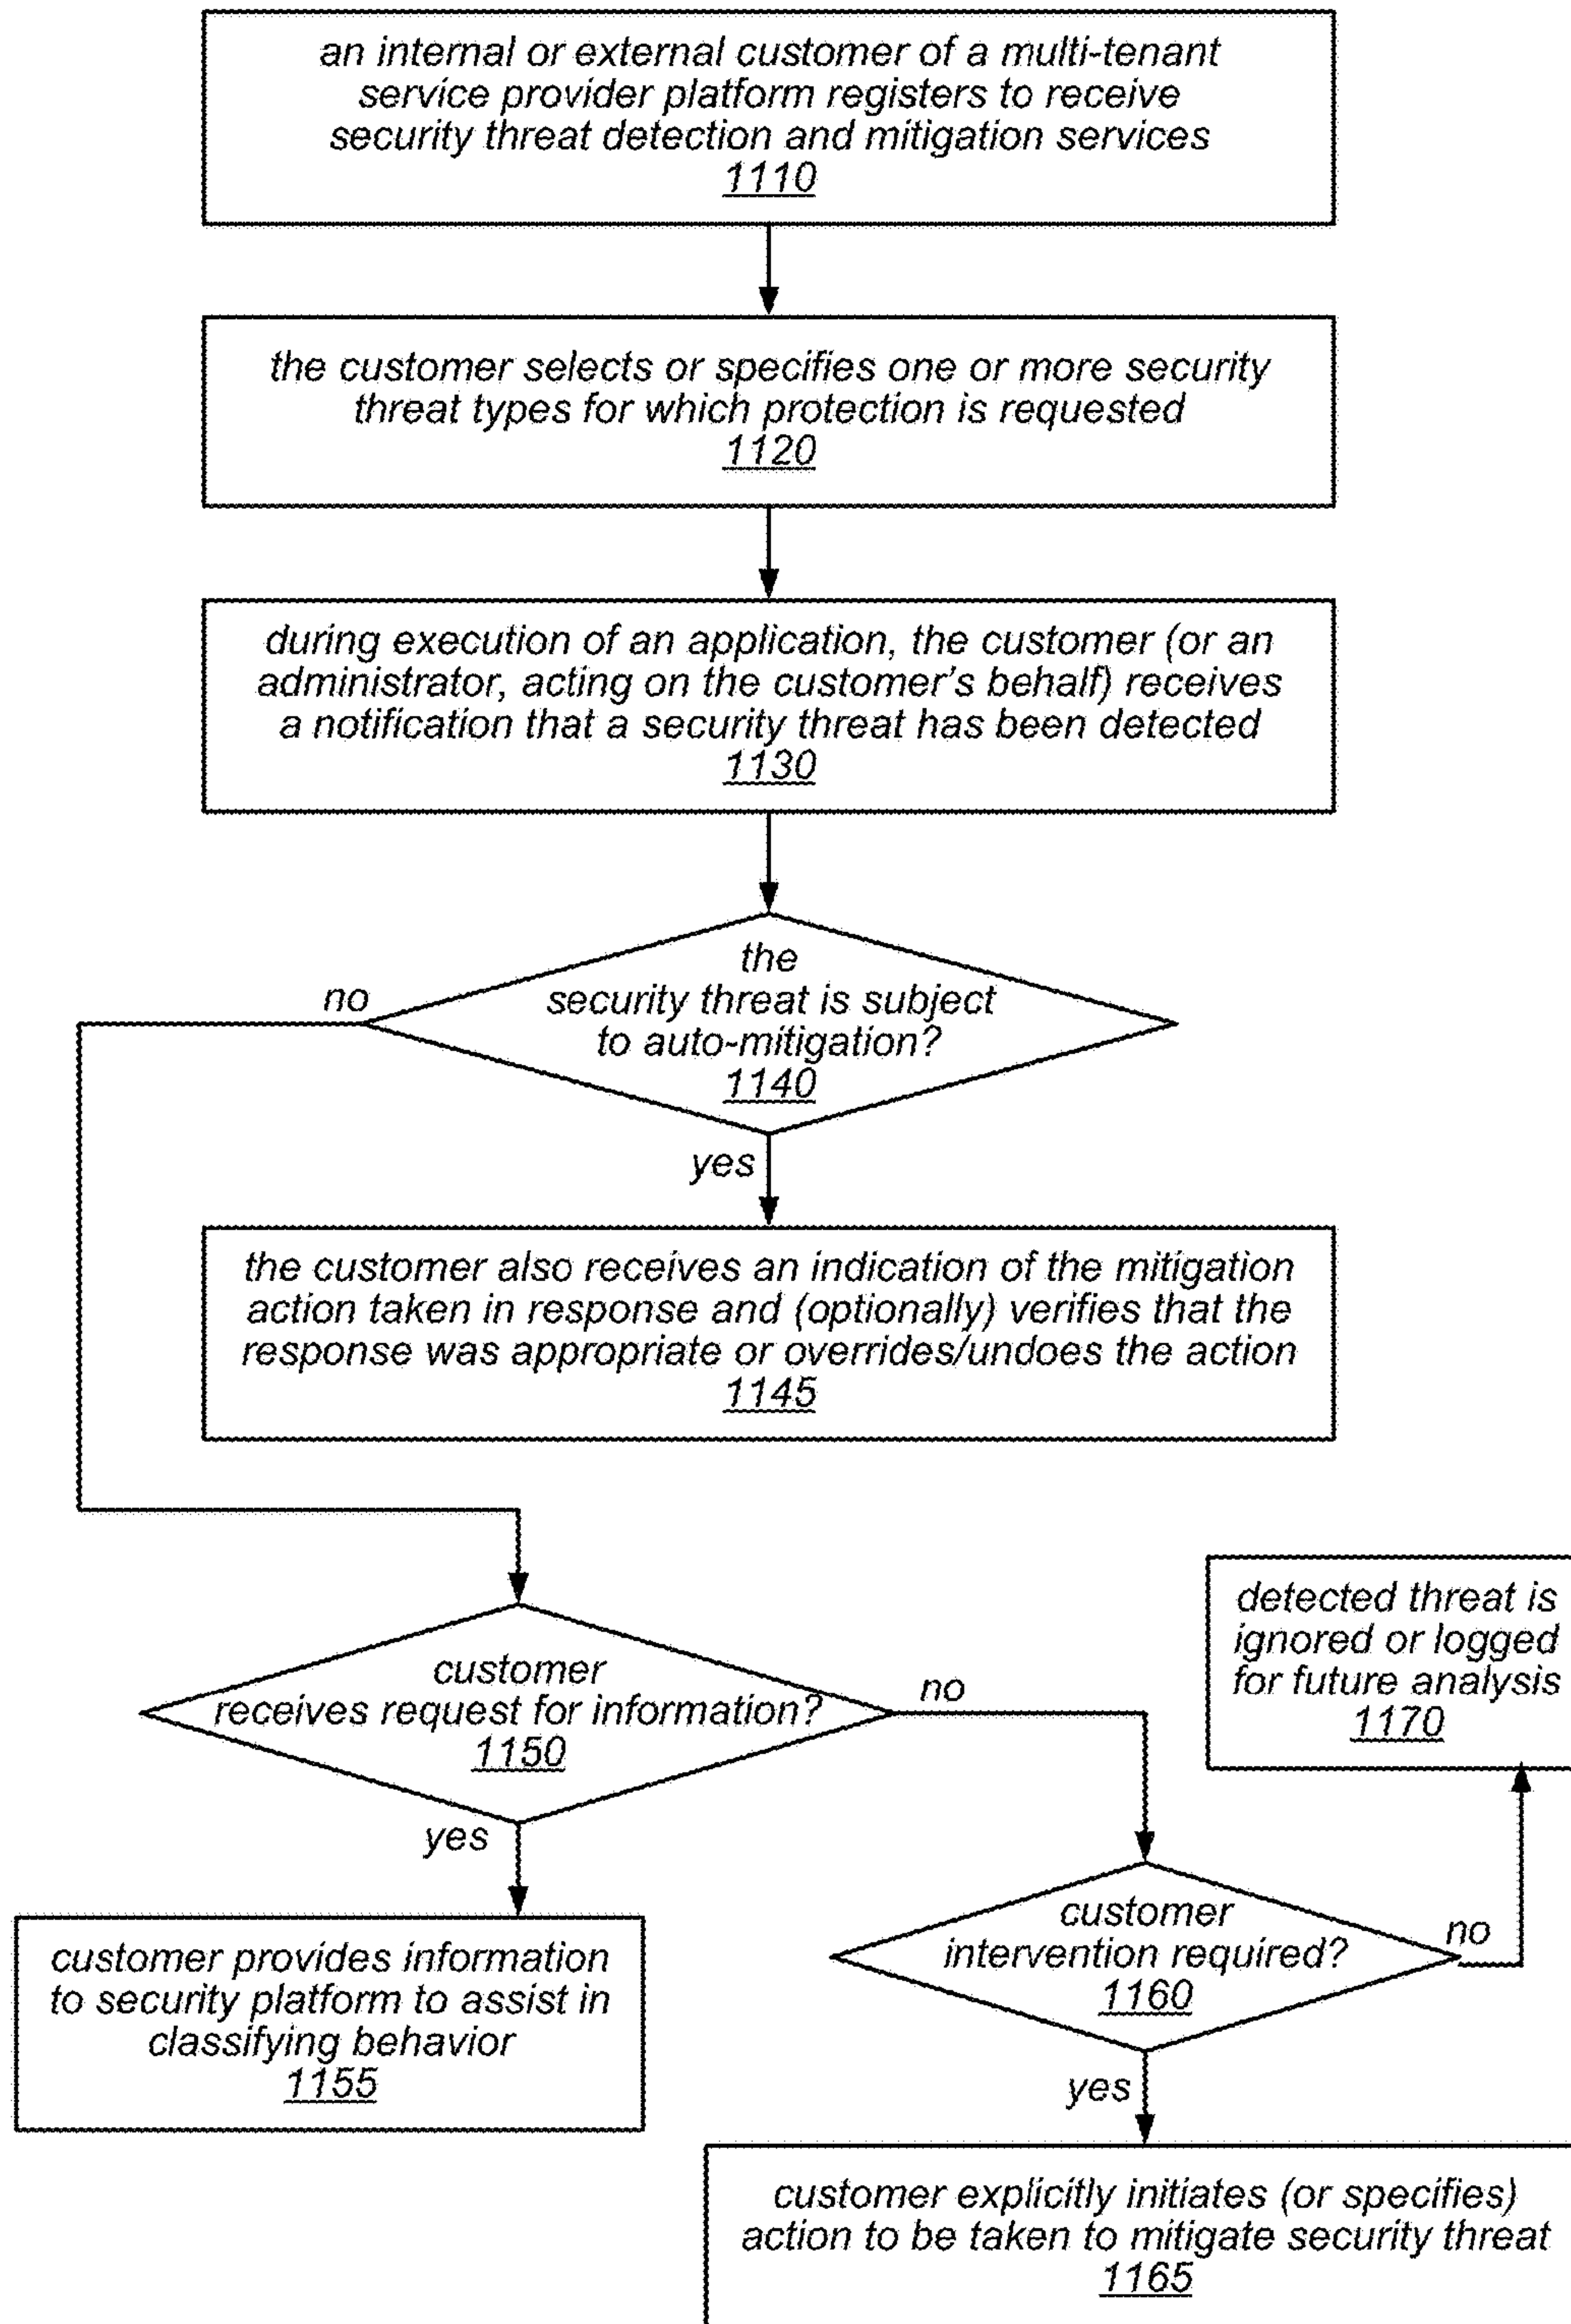 an internal or external customer of a multi-tenant
service provider platform registers to receive
security threat detection and mitigation services
1110
the customer selects or specifies one or more security
threat types for which protection is requested
1120
during execution of an application, the customer (or an
administrator, acting on the customer's behalf) receives
a notification that a security threat has been detected
1130
the
security threat is subject
to auto-mitigation?
1140
no
yes
the customer also receives an indication of the mitigation
action taken in response and (optionally) verifies that the
response was appropriate or overrides/undoes the action
1145
customer
receives request for information?
1150
no
yes
detected threat is
ignored or logged
for future analysis
1170
customer provides information
to security platform to assist in
classifying behavior
1155
customer
intervention required?
1160
no
yes
customer explicitly initiates (or specifies)
action to be taken to mitigate security threat
1165